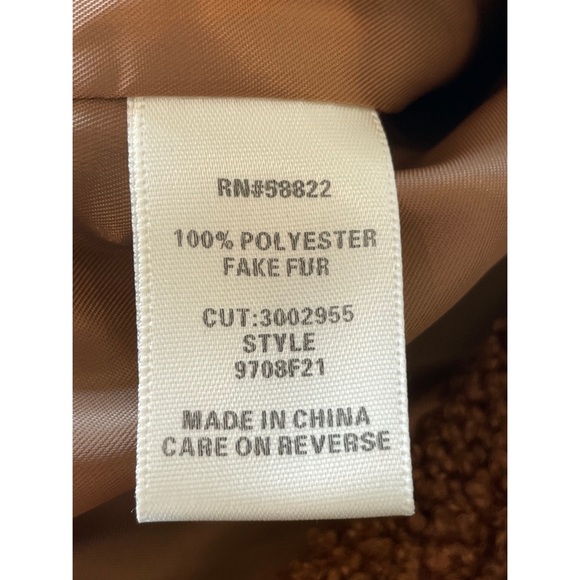 RN#58822
100% POLYESTER
FAKE FUR
CUT:3002955
STYLE
9708F21
MADE IN CHINA
CARE ON REVERSE